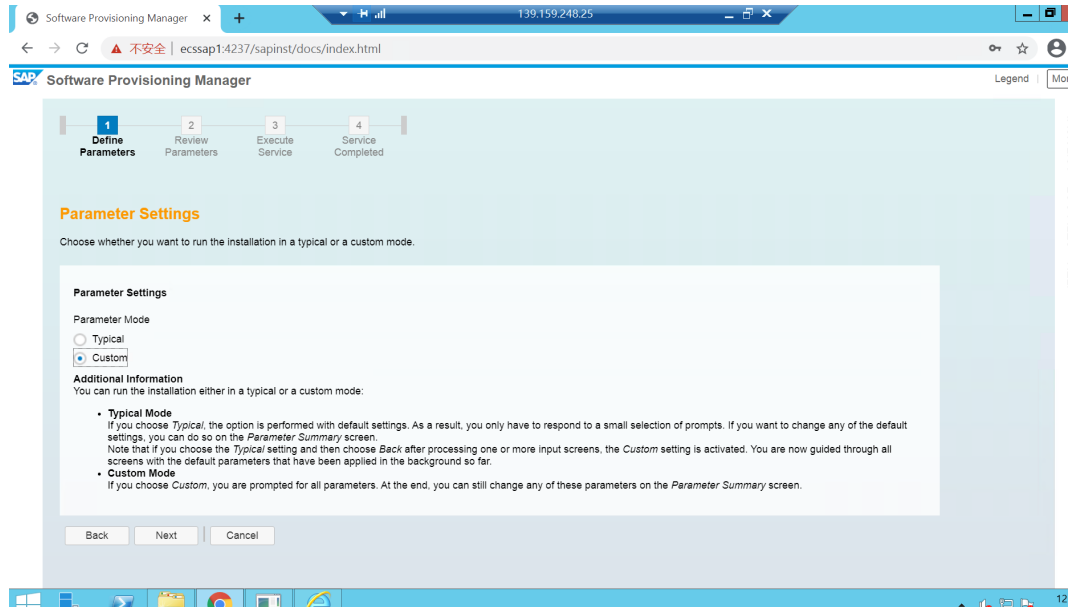 Software Provisioning Manager
139.159.248.25
不安全 ecssap1:4237/sapinst/docs/index.html
SAP Software Provisioning Manager
Legend
1 2 3 4
Define Parameters
Review Parameters
Execute Service
Service Completed
Parameter Settings
Choose whether you want to run the installation in a typical or a custom mode.
Parameter Settings
Parameter Mode
Typical
Custom
Additional Information
You can run the installation either in a typical or a custom mode:
• Typical Mode
If you choose Typical, the option is performed with default settings. As a result, you only have to respond to a small selection of prompts. If you want to change any of the default
settings, you can do so on the Parameter Summary screen.
Note that if you choose the Typical setting and then choose Back after processing one or more input screens, the Custom setting is activated. You are now guided through all
screens with the default parameters that have been applied in the background so far.
• Custom Mode
If you choose Custom, you are prompted for all parameters. At the end, you can still change any of these parameters on the Parameter Summary screen.
Back Next Cancel